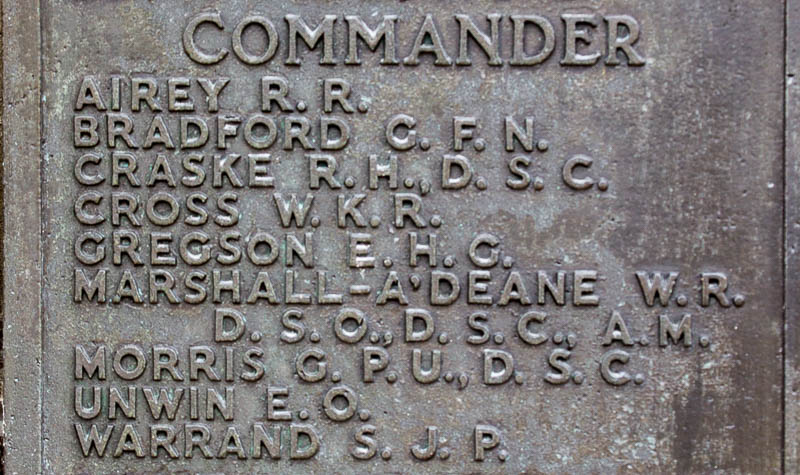 COMMANDER
AIREY R. R.
BRADFORD G. F. N.
CRASKE R. H., D. S. C.
CROSS W. K. R.
GREGSON E. H. G.
MARSHALL-A'DEANE W. R.
D. S. O., D. S. C., A. M.
MORRIS G. P. U., D. S. C.
UNWIN E. O.
WARRAND S. J. P.